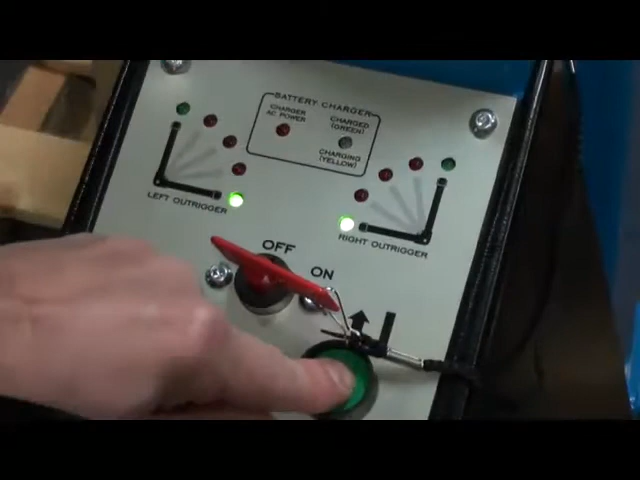 BATTERY CHARGER
CHARGER
AC POWER
CHARGED
(GREEN)
CHARGING
(YELLOW)
LEFT OUTRIGGER
RIGHT OUTRIGGER
OFF
ON